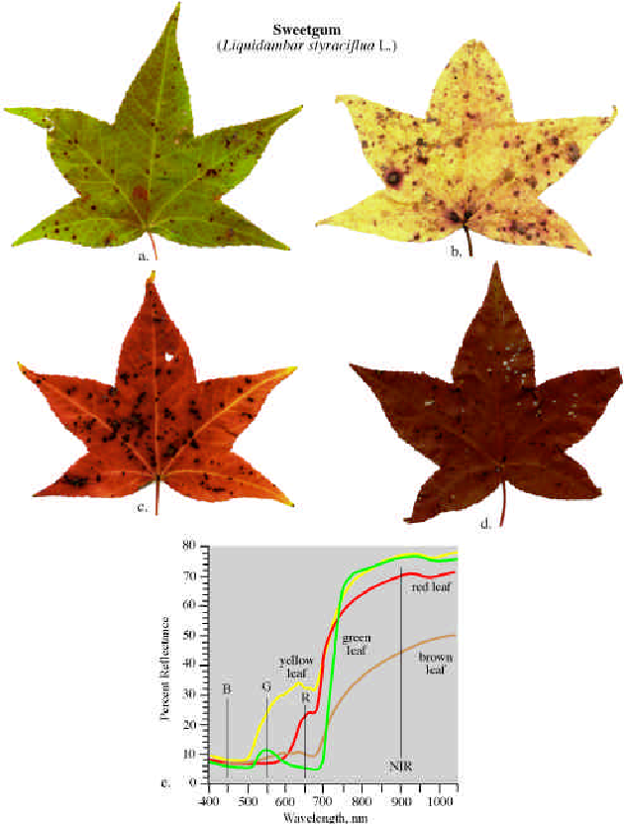 Sweetgum
(Liquidambar styraciflua L.)
a.
b.
c.
d.
80
70
60
50
40
30
20
10
0
Percent Reflectance
e.
B
G
R
NIR
yellow
leaf
green
leaf
red leaf
brown
leaf
400 500 600 700 800 900 1000
Wavelength, nm